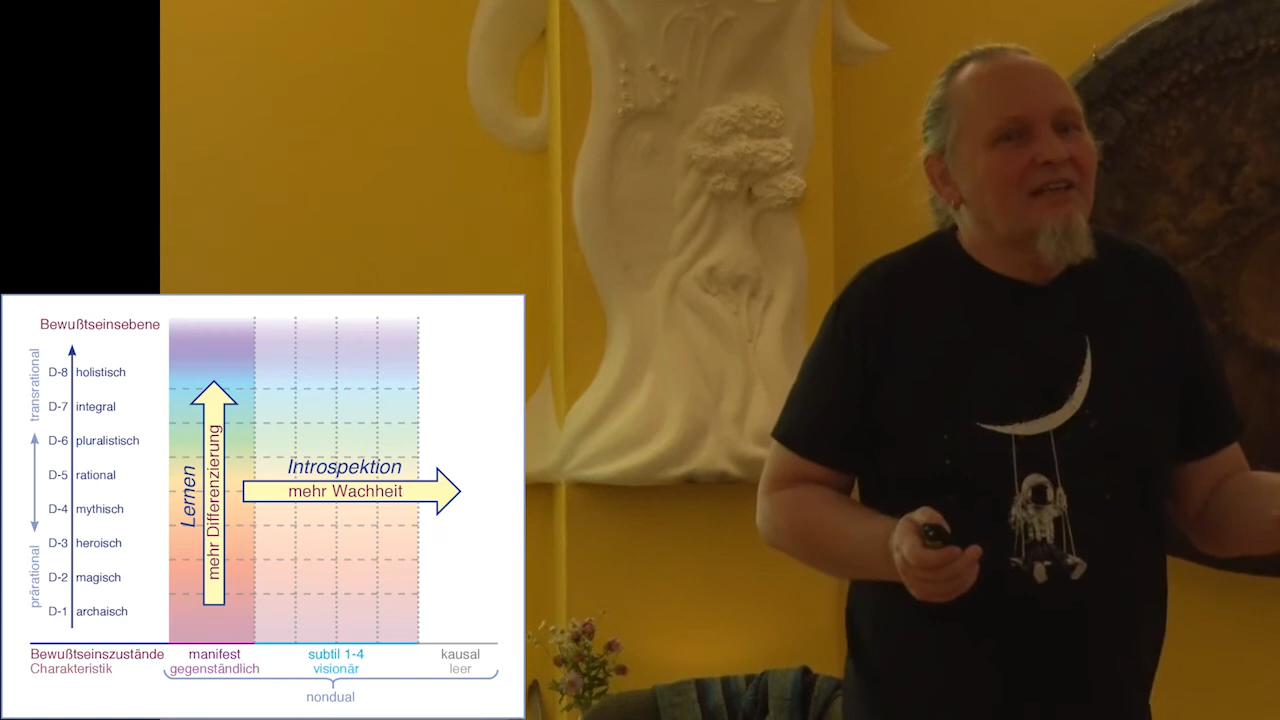 Bewußtseinsebene
transrational
prärational
D-8 holistisch
D-7 integral
D-6 pluralistisch
D-5 rational
D-4 mythisch
D-3 heroisch
D-2 magisch
D-1 archaisch
Lernen
mehr Differenzierung
Introspektion
mehr Wachheit
Bewußtseinszustände manifest subtil 1-4 kausal
Charakteristik gegenständlich visionär leer
nondual